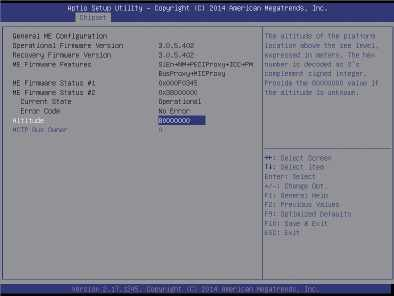 Aptio Setup Utility - Copyright (C) 2014 American Megatrends, Inc.
Chipset
General ME Configuration
Operational Firmware Version 3.0.5.402
Recovery Firmware Version 3.0.5.402
ME Firmware Features SiEn+NM+PECIProxy+ICC+PM
BusProxy+MICProxy
ME Firmware Status #1 0x000F0345
ME Firmware Status #2
Current State Operational
Error Code No Error
Altitude 80000000
MCTP Bus Owner 0
The altitude of the platform
location above the see level,
expressed in meters. The hex
number is decoded as 2's
complement signed integer.
Provide the 80000000 value if
the altitude is unknown.
→←: Select Screen
↑↓: Select Item
Enter: Select
+/-: Change Opt.
F1: General Help
F2: Previous Values
F9: Optimized Defaults
F10: Save & Exit
ESC: Exit
Version 2.17.1245. Copyright (C) 2014 American Megatrends, Inc.